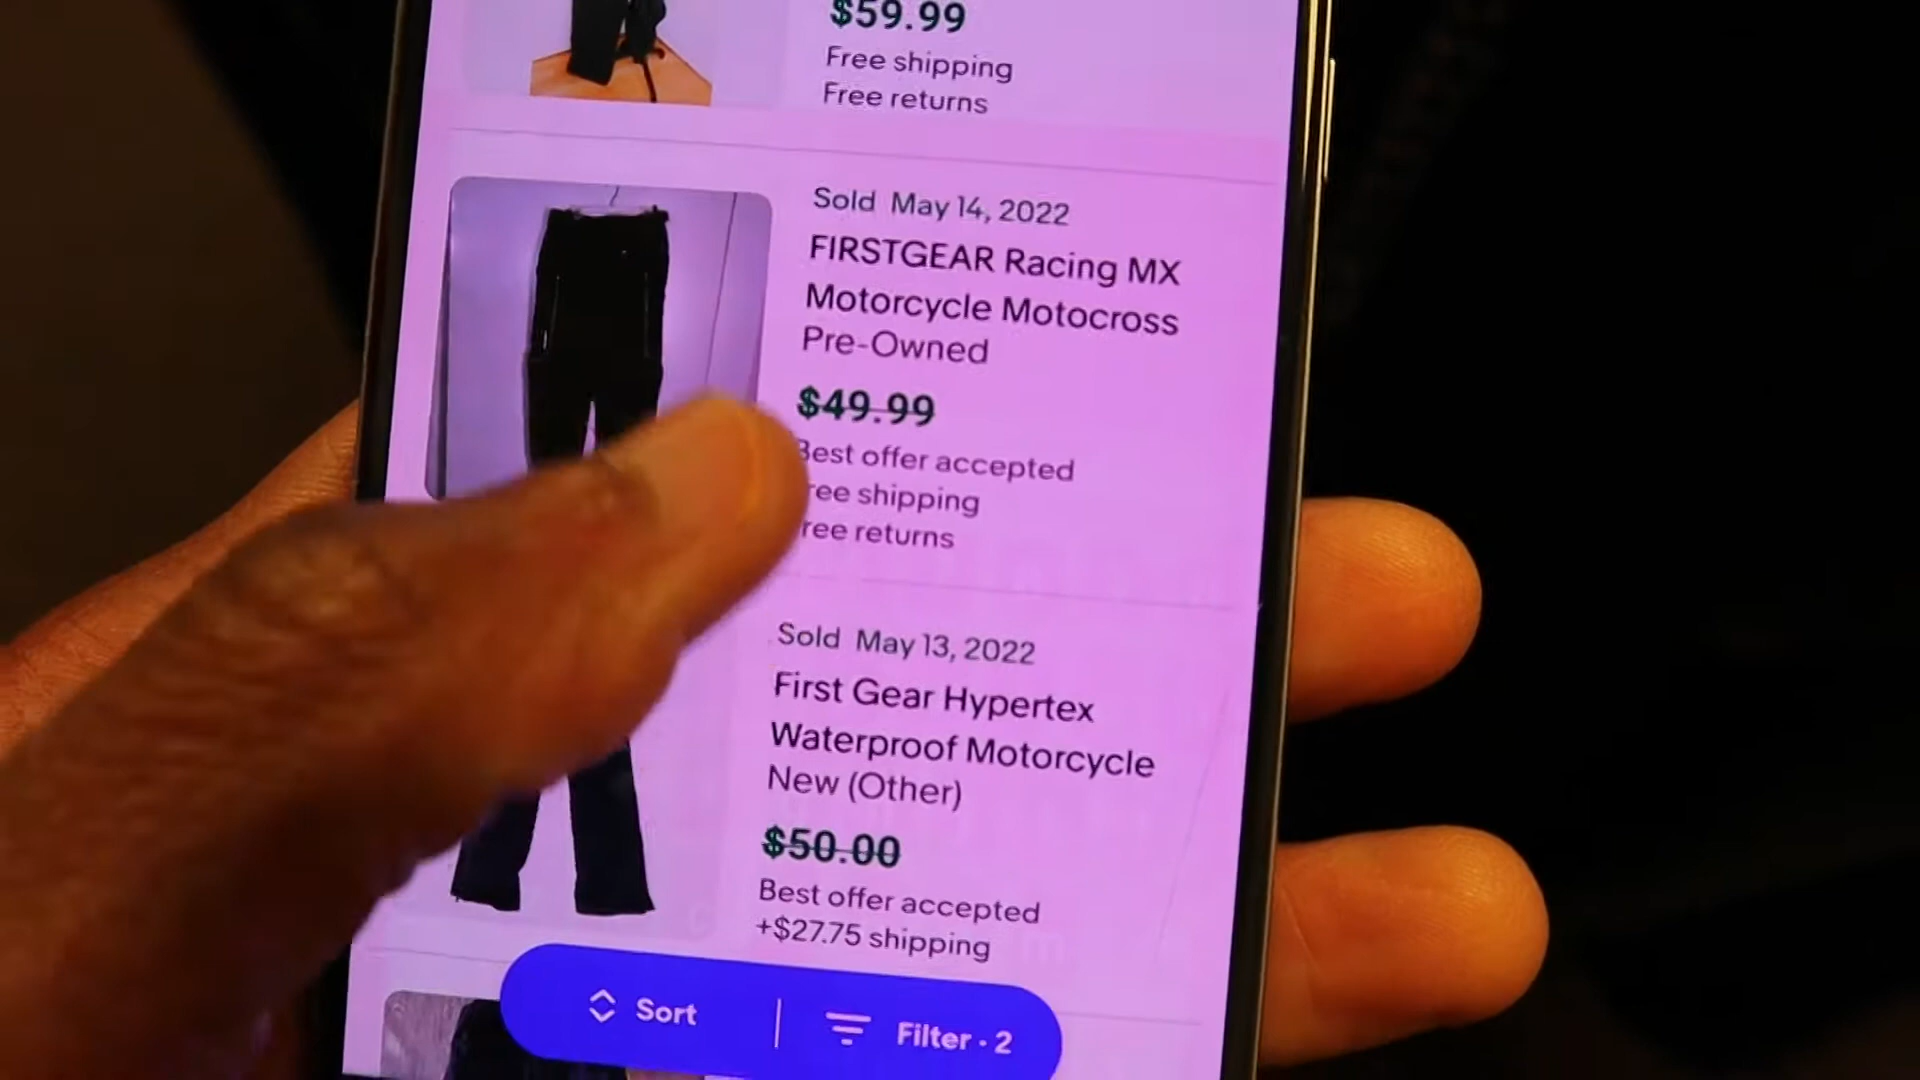 $59.99
Free shipping
Free returns
Sold May 14, 2022
FIRSTGEAR Racing MX
Motorcycle Motocross
Pre-Owned
$49.99
Best offer accepted
ree shipping
ree returns
Sold May 13, 2022
First Gear Hypertex
Waterproof Motorcycle
New (Other)
$50.00
Best offer accepted
+$27.75 shipping
Sort
Filter · 2